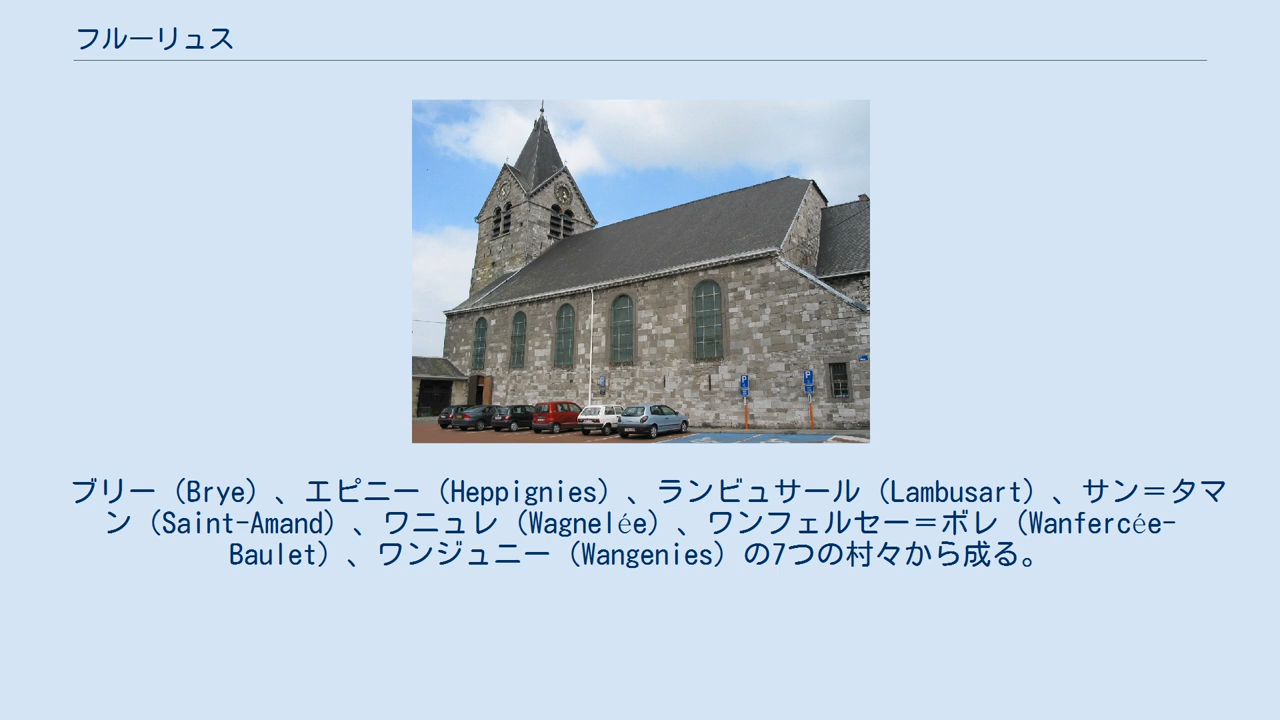 フルーリュス
P
P
ブリー（Brye）、エピニー（Heppignies）、ランビュサール（Lambusart）、サン＝タマ
ン（Saint-Amand）、ワニュレ（Wagnelée）、ワンフェルセー＝ボレ（Wanfercée-
Baulet）、ワンジュニー（Wangenies）の7つの村々から成る。